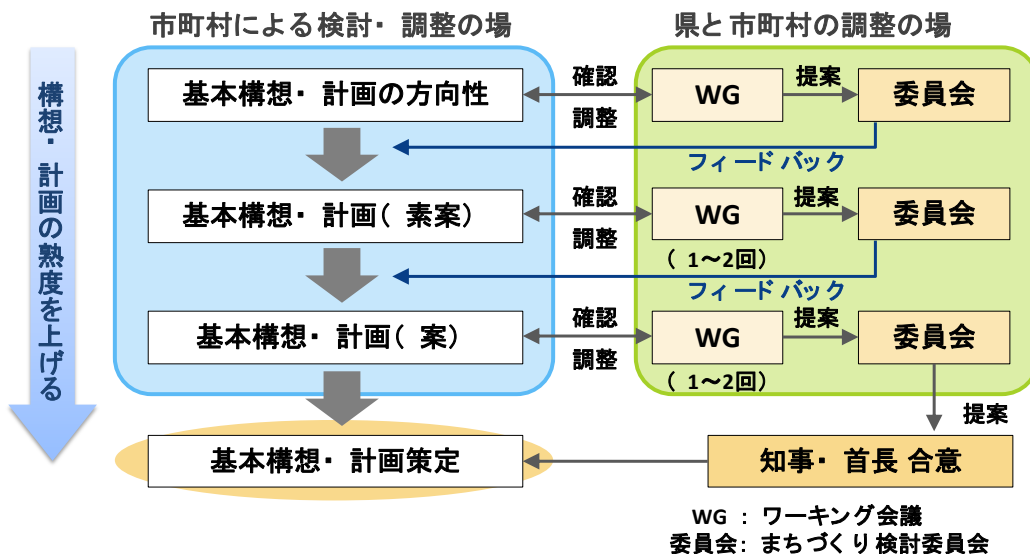 市町村による検討・調整の場
県と市町村の調整の場
構想・計画の熟度を上げる
基本構想・計画の方向性
確認
調整
WG
提案
委員会
フィードバック
基本構想・計画(素案)
確認
調整
WG
提案
委員会
(1～2回)
フィードバック
基本構想・計画(案)
確認
調整
WG
提案
委員会
(1～2回)
提案
基本構想・計画策定
知事・首長 合意
WG : ワーキング会議
委員会: まちづくり検討委員会